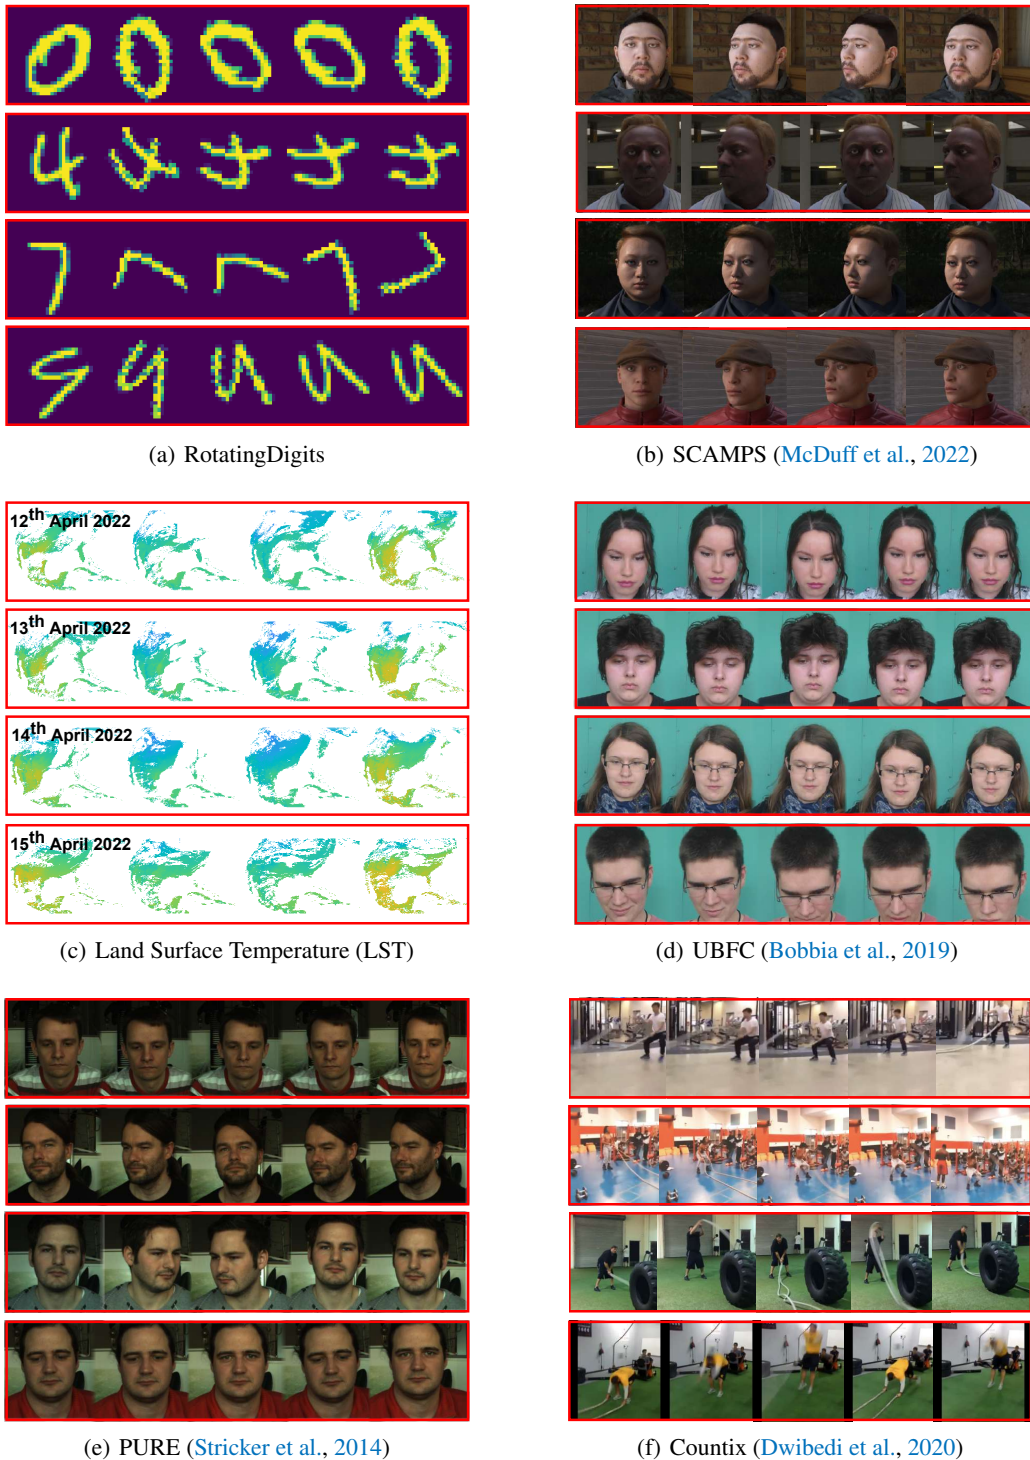 (a) RotatingDigits
(b) SCAMPS (McDuff et al., 2022)
12th April 2022
13th April 2022
14th April 2022
15th April 2022
(c) Land Surface Temperature (LST)
(d) UBFC (Bobbia et al., 2019)
(e) PURE (Stricker et al., 2014)
(f) Countix (Dwibedi et al., 2020)